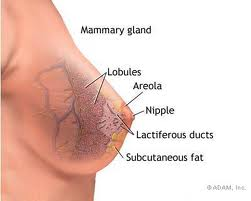 Mammary gland
Lobules
Areola
Nipple
Lactiferous ducts
Subcutaneous fat
©ADAM, Inc.